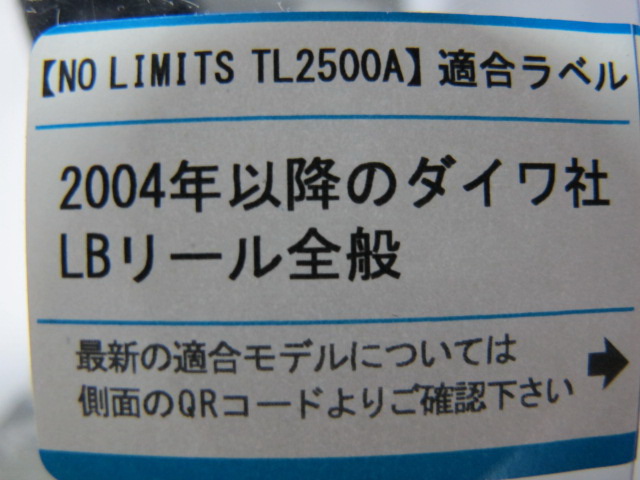 【NO LIMITS TL2500A】適合ラベル
2004年以降のダイワ社
LBリール全般
最新の適合モデルについては
側面のQRコードよりご確認下さい